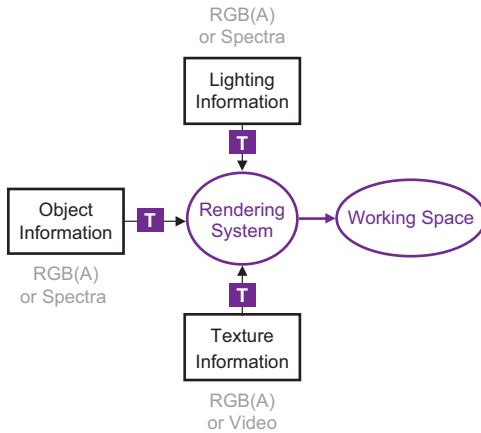 RGB(A)
or Spectra
Lighting
Information
T
Object
Information
T
Rendering
System
Working Space
RGB(A)
or Spectra
T
Texture
Information
RGB(A)
or Video